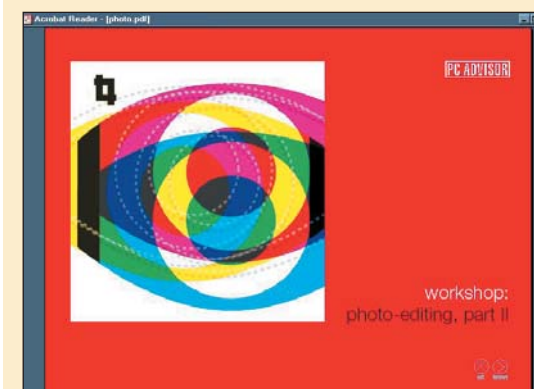 Acrobat Reader - [photo.pdf]
PC ADVISOR
workshop:
photo-editing, part II